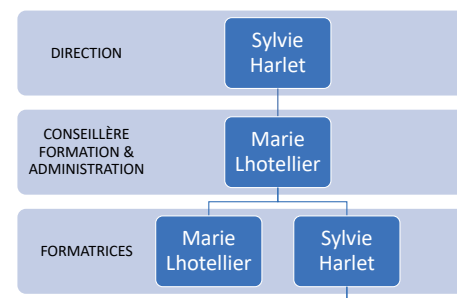 DIRECTION
Sylvie
Harlet
CONSEILLÈRE
FORMATION &
ADMINISTRATION
Marie
Lhotellier
FORMATRICES
Marie
Lhotellier
Sylvie
Harlet